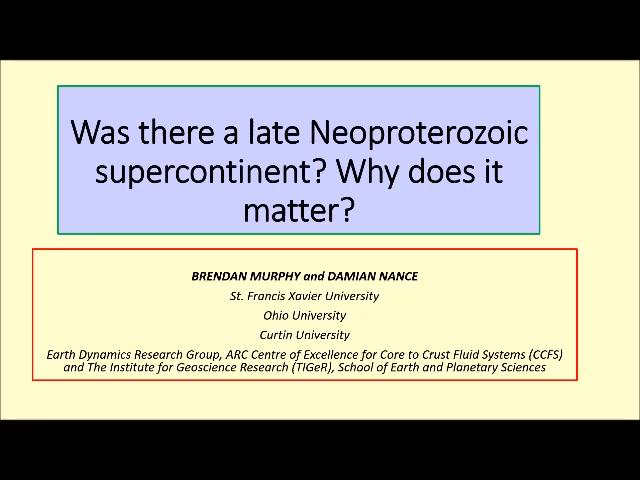 Was there a late Neoproterozoic
supercontinent? Why does it
matter?
BRENDAN MURPHY and DAMIAN NANCE
St. Francis Xavier University
Ohio University
Curtin University
Earth Dynamics Research Group, ARC Centre of Excellence for Core to Crust Fluid Systems (CCFS)
and The Institute for Geoscience Research (TIGeR), School of Earth and Planetary Sciences